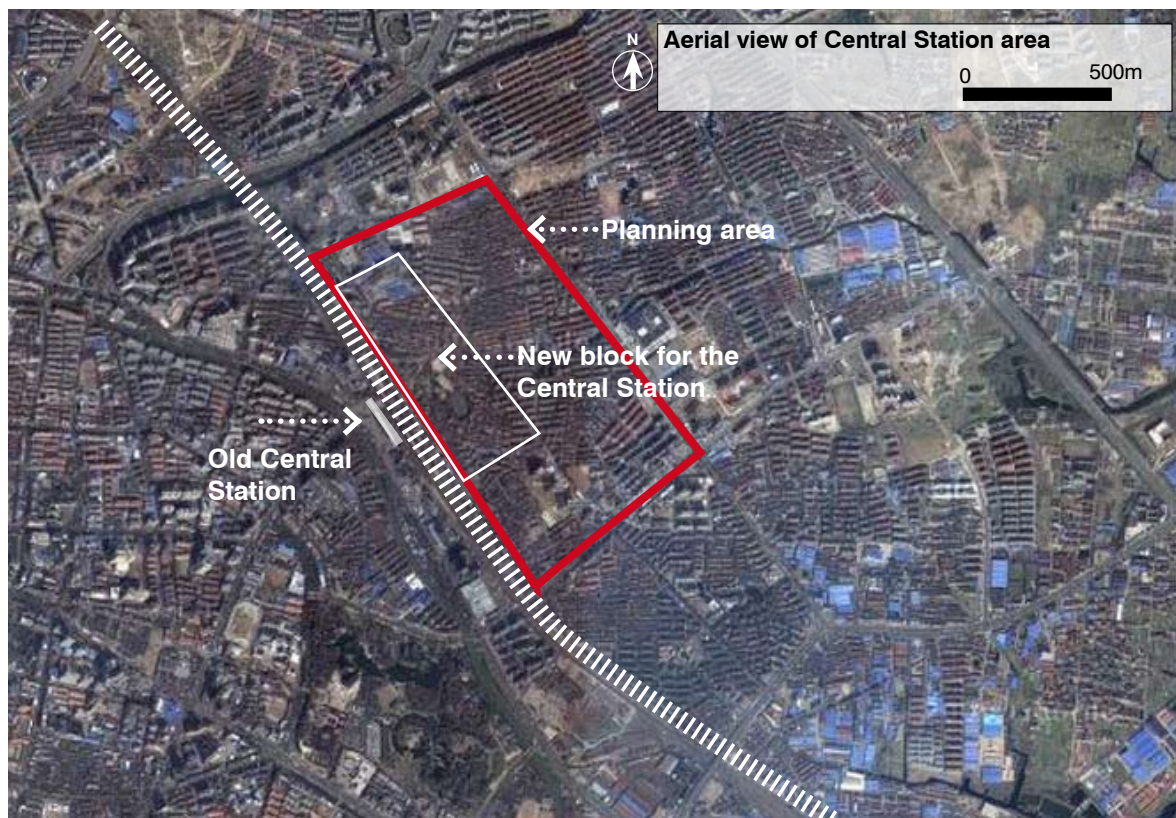 Aerial view of Central Station area
N
0
500m
Planning area
New block for the
Central Station
Old Central
Station